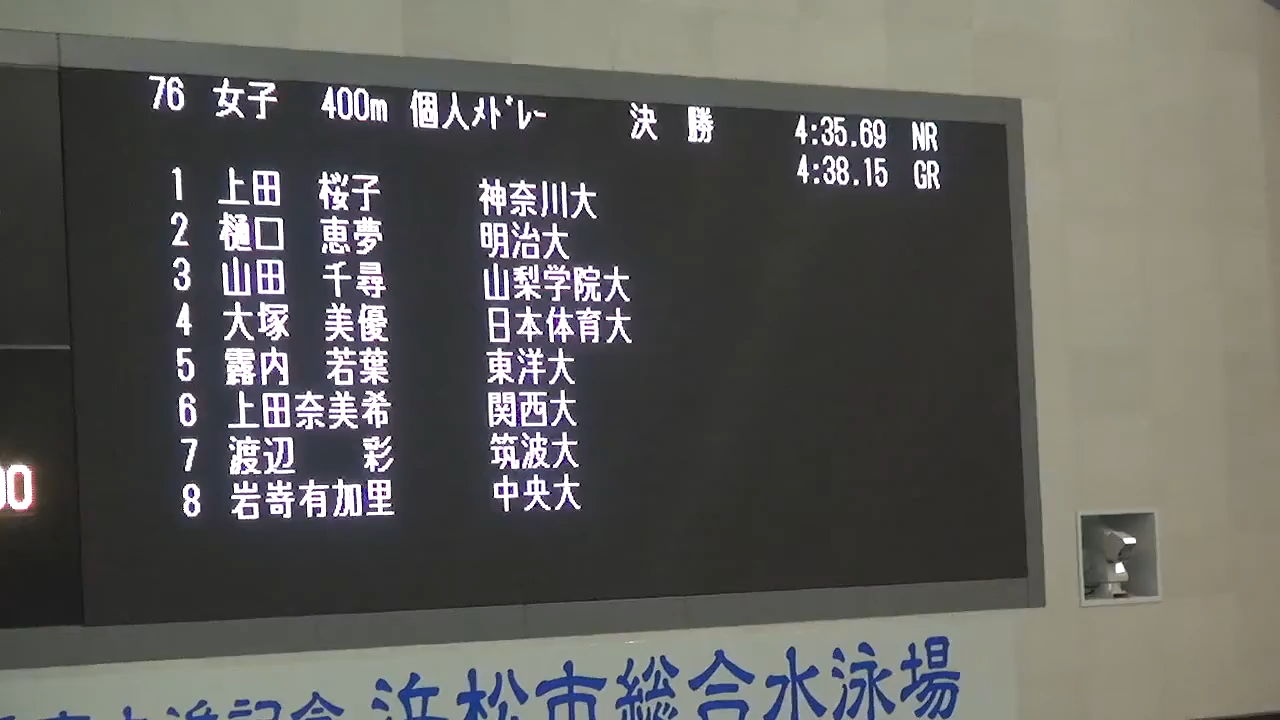 76 女子 400m 個人ﾒﾄﾞﾚｰ 決 勝 4:35.69 NR
4:38.15 GR
1 上田 桜子 神奈川大
2 樋口 恵夢 明治大
3 山田 千尋 山梨学院大
4 大塚 美優 日本体育大
5 露内 若葉 東洋大
6 上田奈美希 関西大
7 渡辺 彩 筑波大
8 岩嵜有加里 中央大
00
記念 浜松市総合水泳場